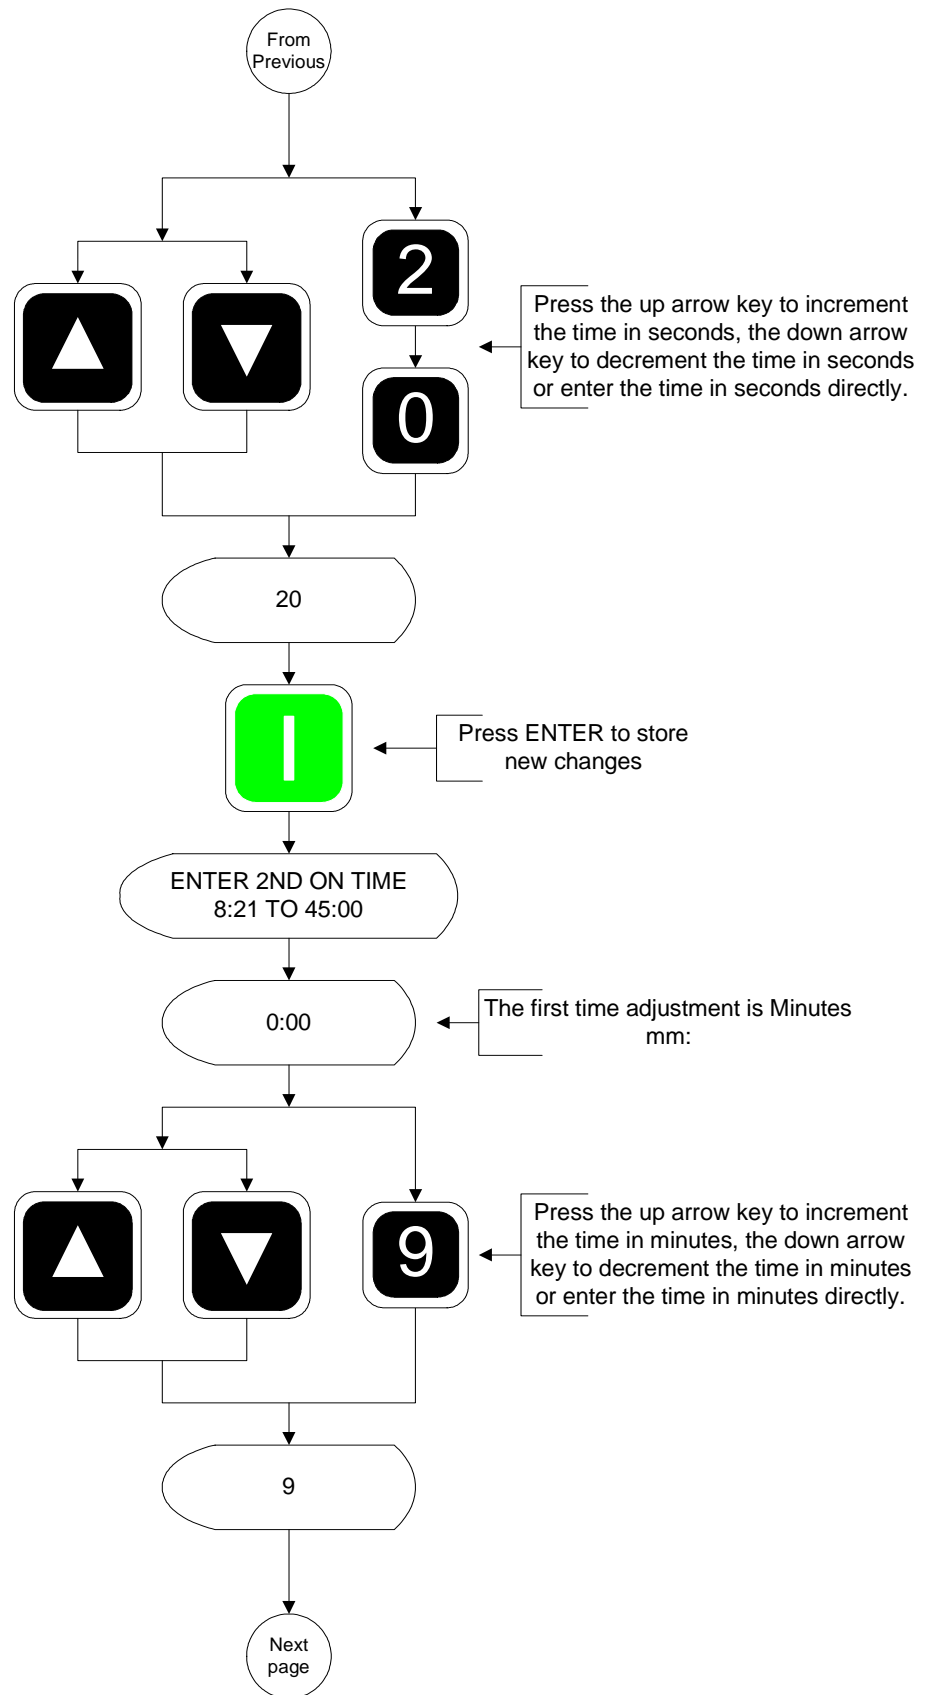 From
Previous
2
0
Press the up arrow key to increment
the time in seconds, the down arrow
key to decrement the time in seconds
or enter the time in seconds directly.
20
I
Press ENTER to store
new changes
ENTER 2ND ON TIME
8:21 TO 45:00
0:00
The first time adjustment is Minutes
mm:
9
Press the up arrow key to increment
the time in minutes, the down arrow
key to decrement the time in minutes
or enter the time in minutes directly.
9
Next
page